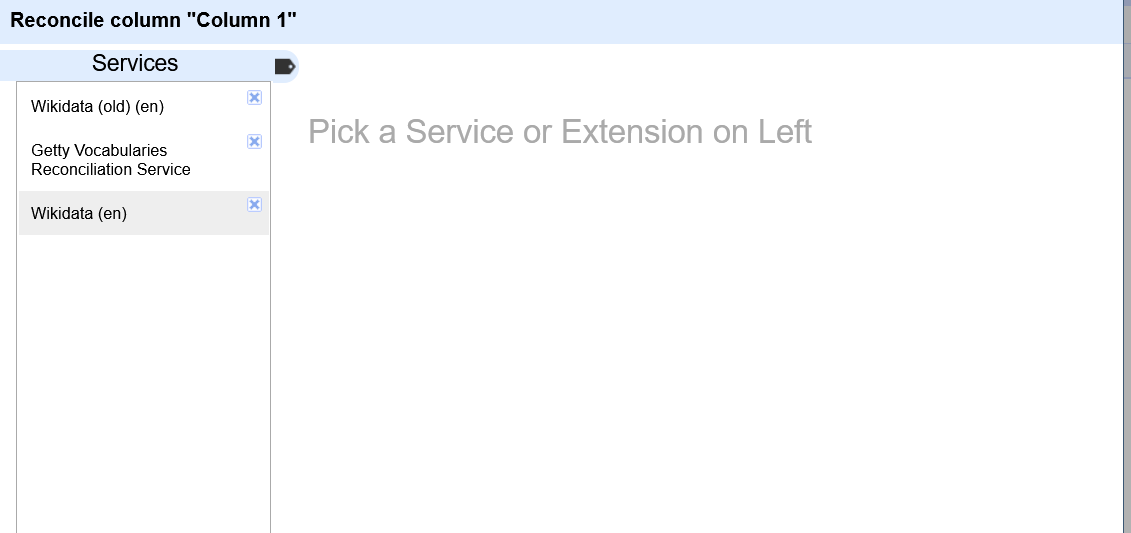 Reconcile column "Column 1"
Services
Wikidata (old) (en)
Getty Vocabularies
Reconciliation Service
Wikidata (en)
Pick a Service or Extension on Left